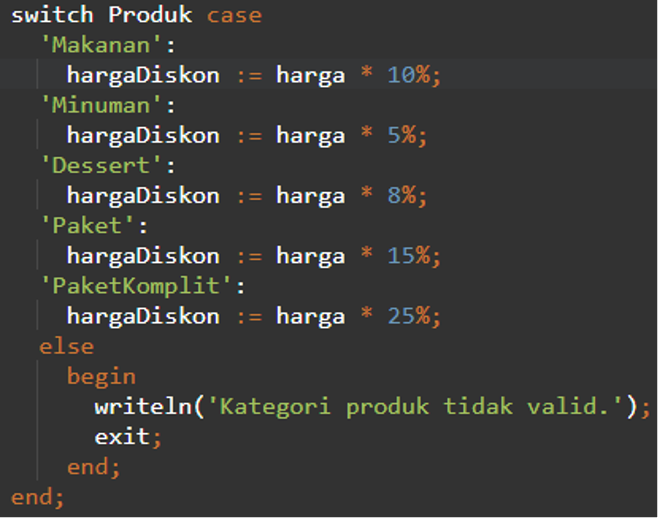 switch Produk case
'Makanan':
hargaDiskon := harga * 10%;
'Minuman':
hargaDiskon := harga * 5%;
'Dessert':
hargaDiskon := harga * 8%;
'Paket':
hargaDiskon := harga * 15%;
'PaketKomplit':
hargaDiskon := harga * 25%;
else
begin
writeln('Kategori produk tidak valid.');
exit;
end;
end;